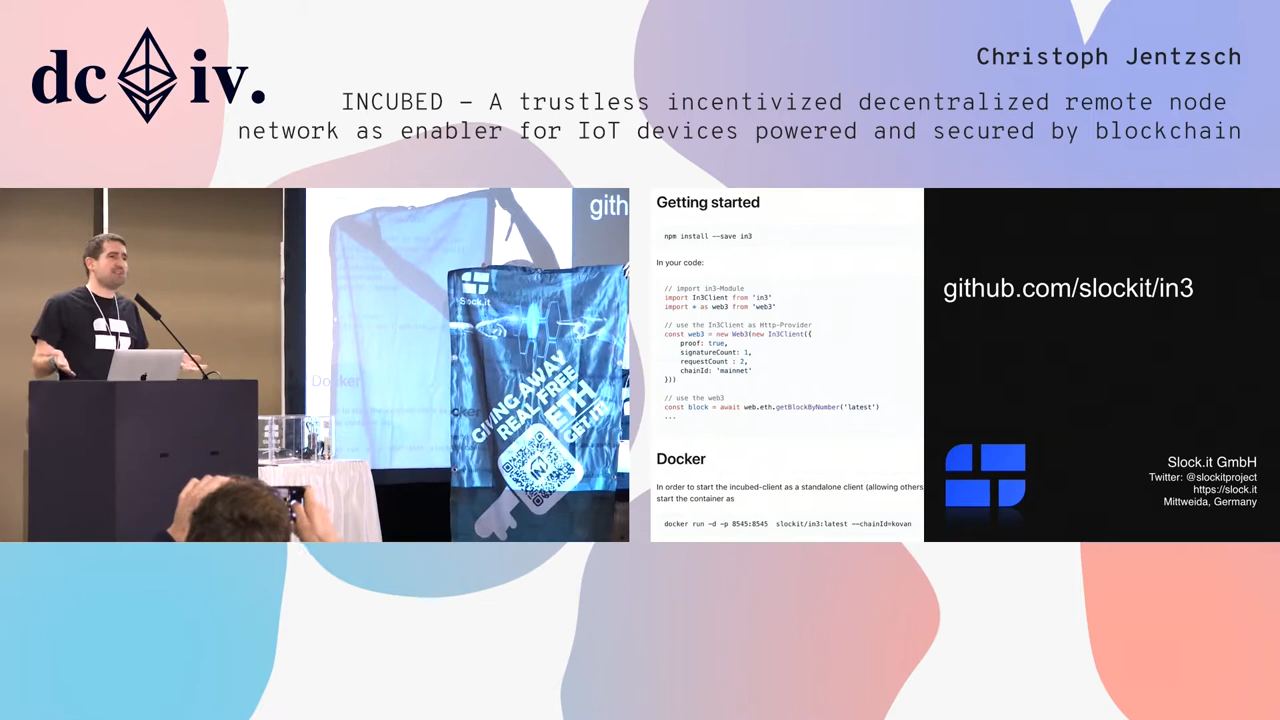 dc iv.
Christoph Jentzsch
INCUBED – A trustless incentivized decentralized remote node
network as enabler for IoT devices powered and secured by blockchain
gith
Slock.it
Docker
GIVING AWAY
REAL FREE
ETH
GET IT!
Getting started
npm install --save in3
In your code:
// import in3-Module
import In3Client from 'in3'
import * as web3 from 'web3'
// use the In3Client as Http-Provider
const web3 = new Web3(new In3Client({
proof: true,
signatureCount: 1,
requestCount : 2,
chainId: 'mainnet'
}))
// use the web3
const block = await web.eth.getBlockByNumber('latest')
...
Docker
In order to start the incubed-client as a standalone client (allowing others
start the container as
docker run -d -p 8545:8545 slockit/in3:latest --chainId=kovan
github.com/slockit/in3
Slock.it GmbH
Twitter: @slockitproject
https://slock.it
Mittweida, Germany